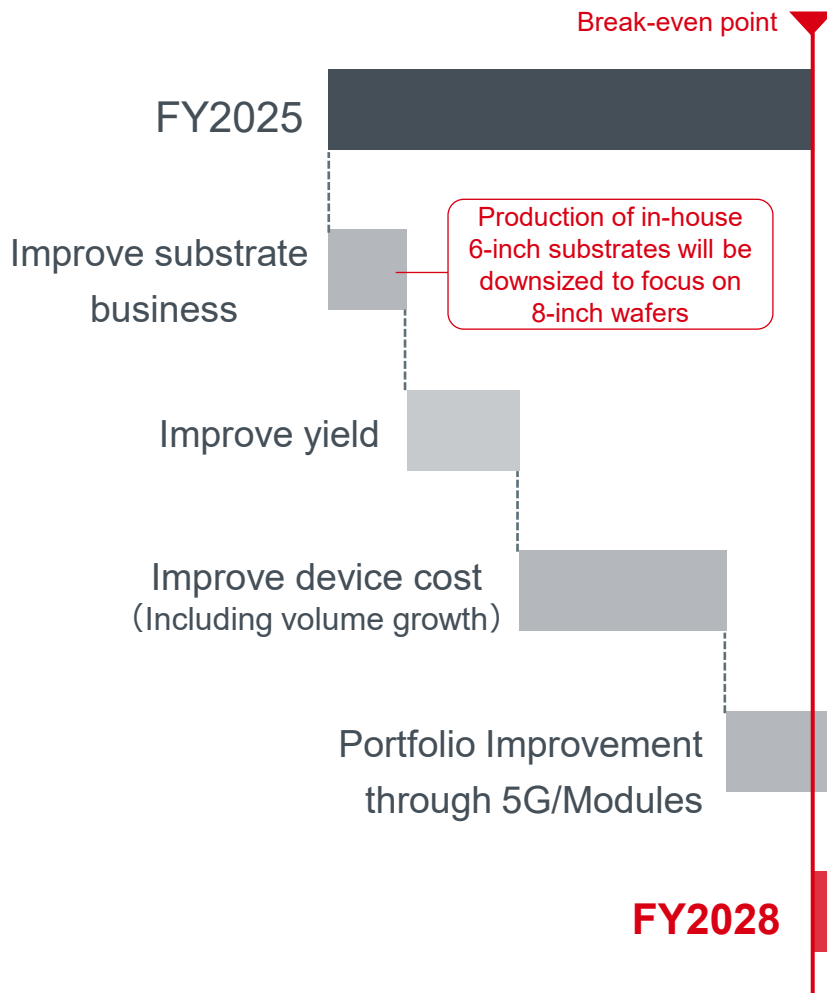 Break-even point
FY2025
Improve substrate
business
Production of in-house
6-inch substrates will be
downsized to focus on
8-inch wafers
Improve yield
Improve device cost
（Including volume growth）
Portfolio Improvement
through 5G/Modules
FY2028